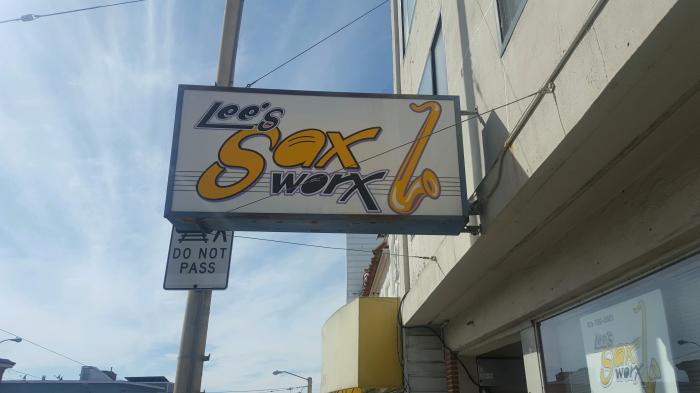 Lee's
Sax
worx
DO NOT
PASS
Lee's
Sax
worx